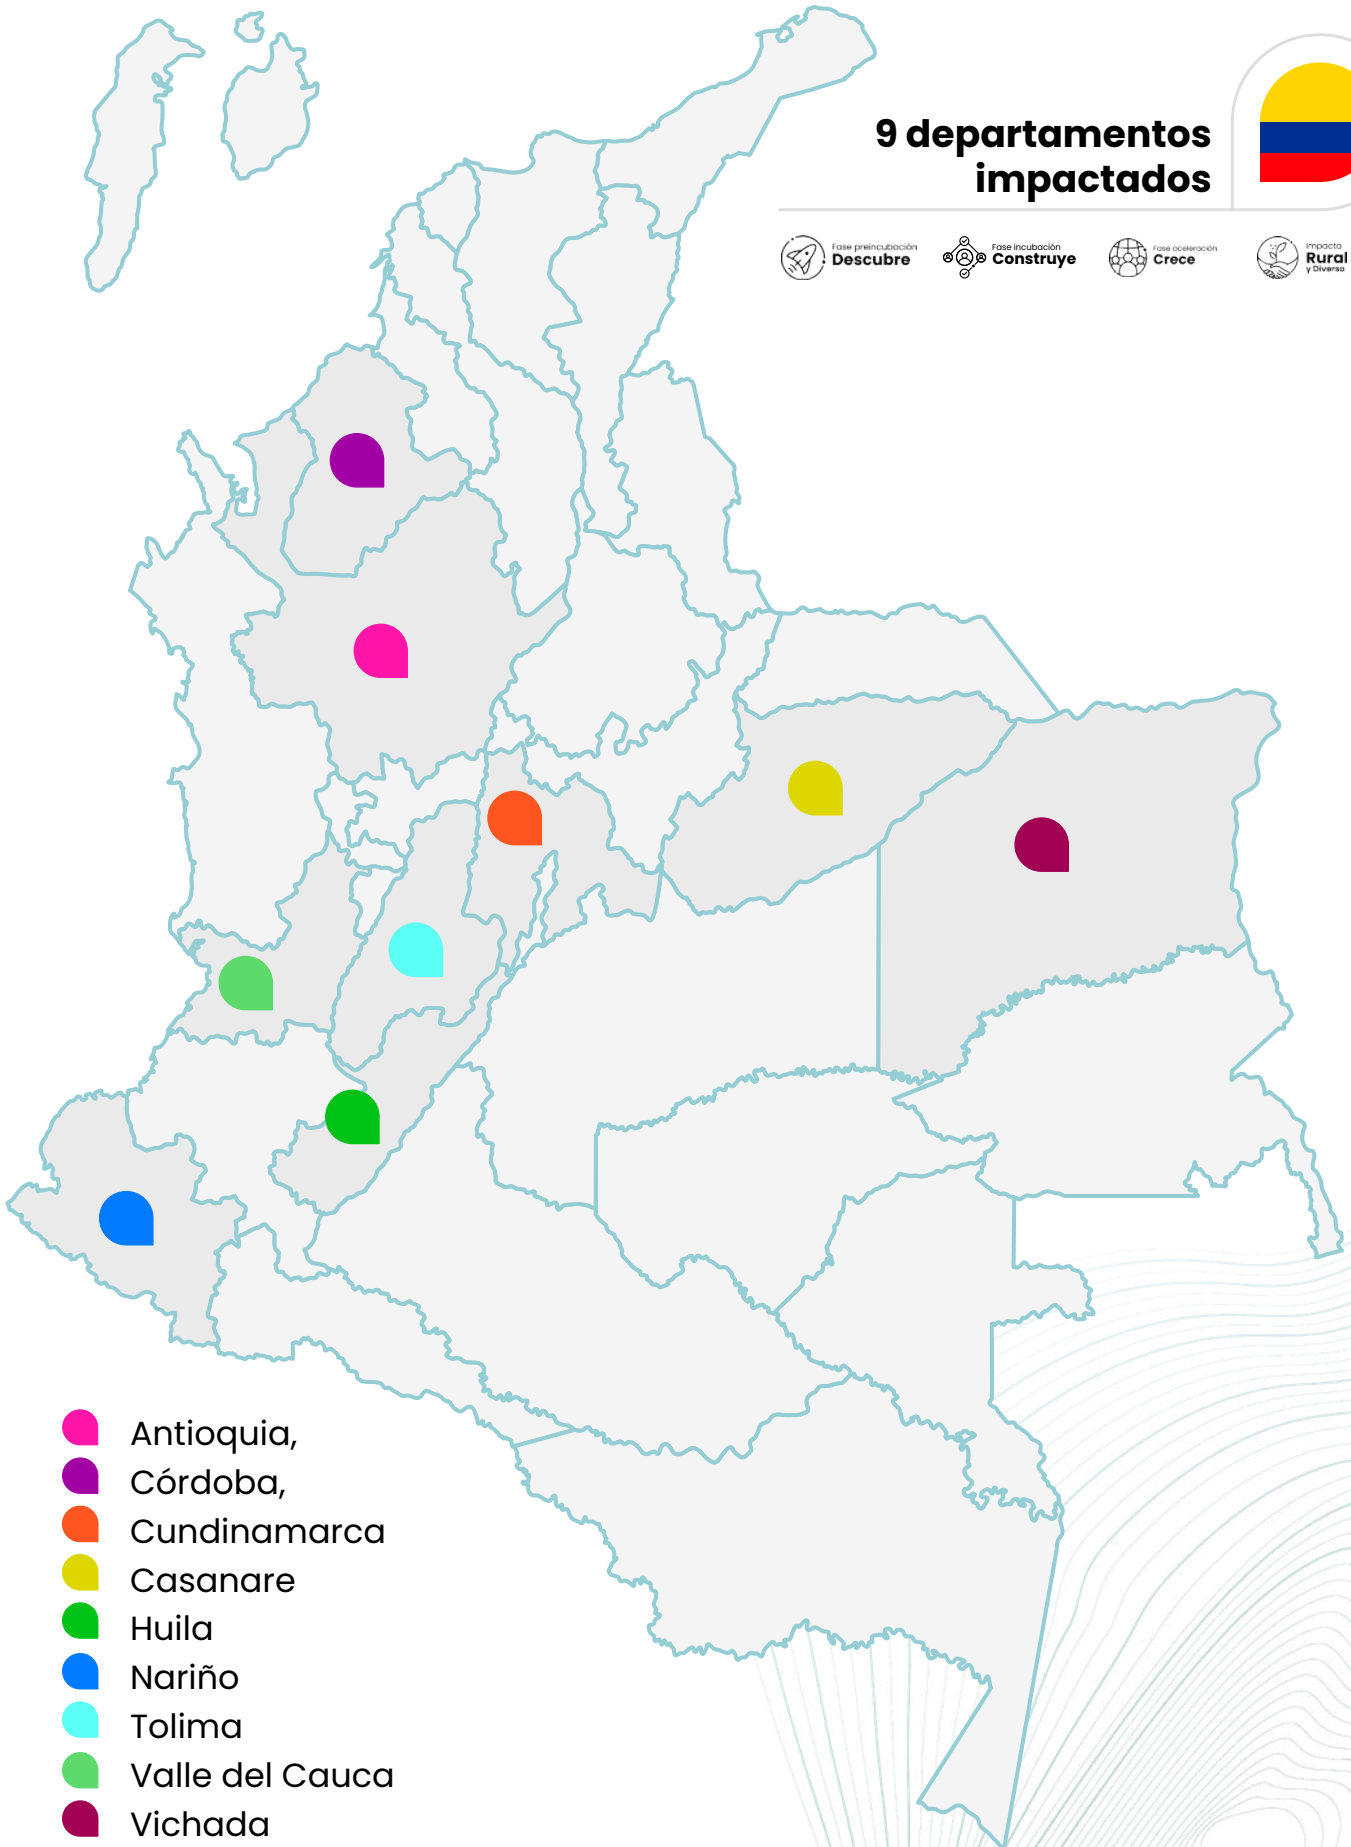 9 departamentos
impactados
Fase preincubación
Descubre
Fase incubación
Construye
Fase aceleración
Crece
Impacto
Rural
y Diverso
Antioquia,
Córdoba,
Cundinamarca
Casanare
Huila
Nariño
Tolima
Valle del Cauca
Vichada